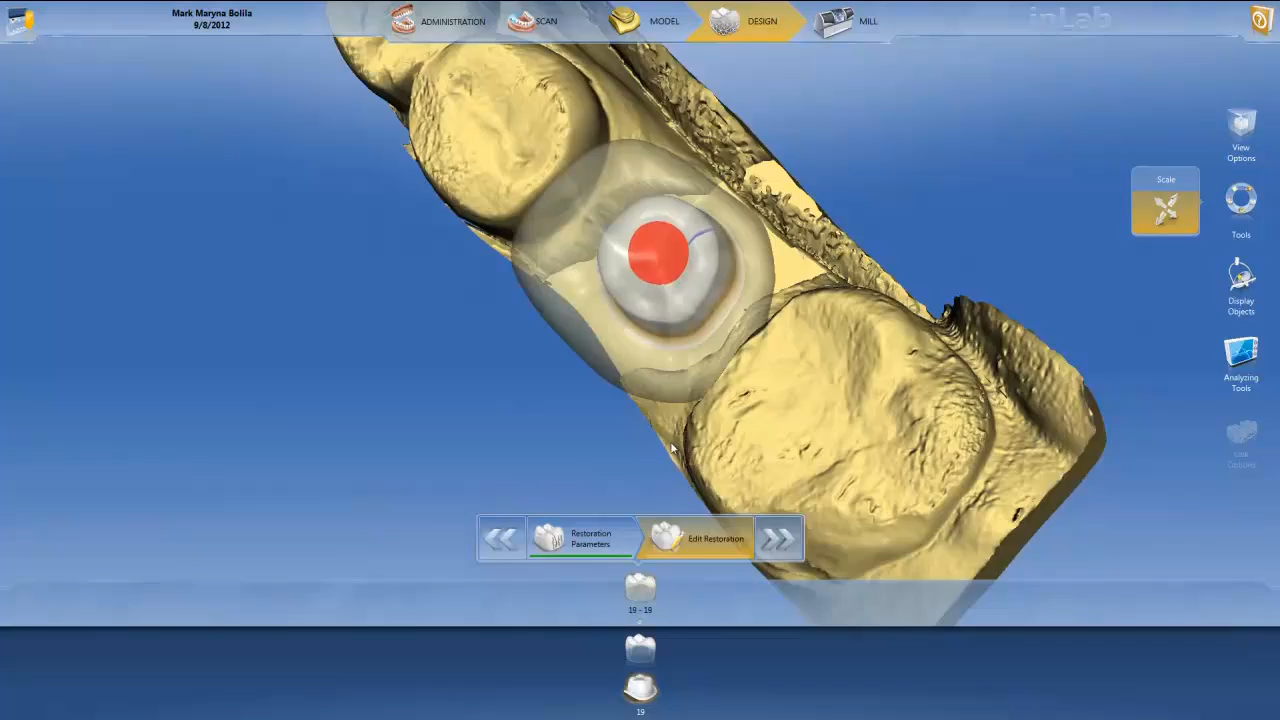 Mark Maryna Bolila
9/8/2012
ADMINISTRATION
SCAN
MODEL
DESIGN
MILL
inLab
View
Options
Scale
Tools
Display
Objects
Analyzing
Tools
Restoration
Parameters
Edit Restoration
19 - 19
19